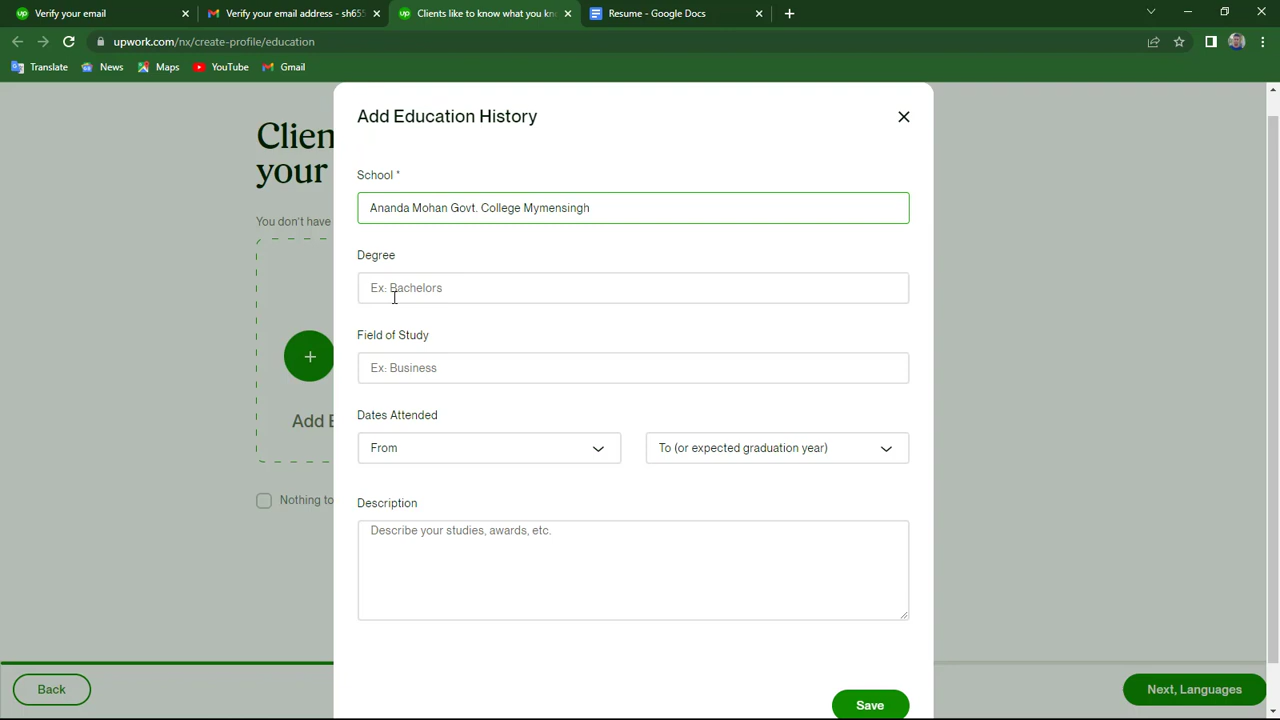 Verify your email
Verify your email address - sh655
Clients like to know what you kn
Resume - Google Docs
upwork.com/nx/create-profile/education
Translate
News
Maps
YouTube
Gmail
Clien
your
You don't have
Add E
Nothing to
Add Education History
School *
Ananda Mohan Govt. College Mymensingh
Degree
Ex: Bachelors
Field of Study
Ex: Business
Dates Attended
From
To (or expected graduation year)
Description
Describe your studies, awards, etc.
Back
Save
Next, Languages